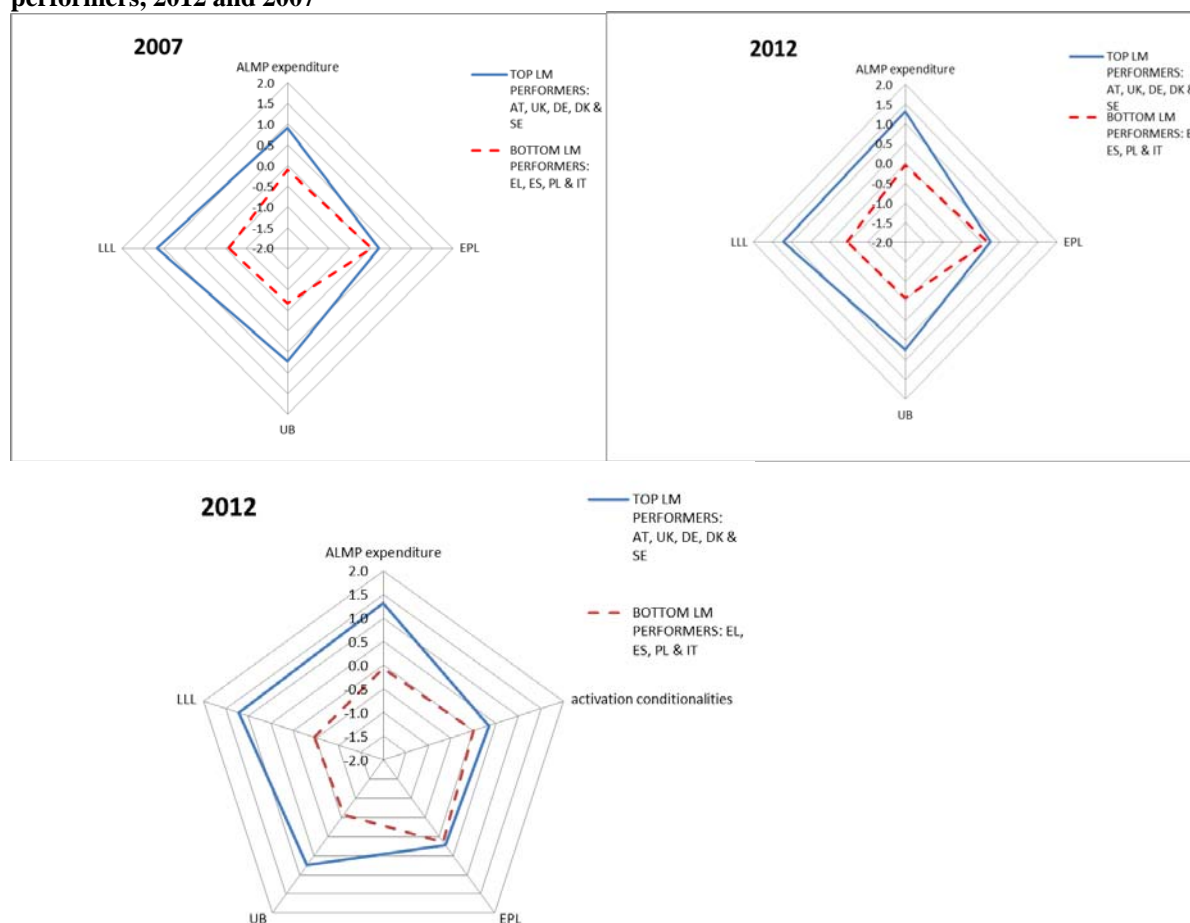 performers, 2012 and 2007
2007
ALMP expenditure
2.0
1.5
1.0
0.5
0.0
-0.5
-1.0
-1.5
-2.0
LLL
EPL
UB
TOP LM
PERFORMERS:
AT, UK, DE, DK &
SE
BOTTOM LM
PERFORMERS:
EL, ES, PL & IT
2012
ALMP expenditure
2.0
1.5
1.0
0.5
0.0
-0.5
-1.0
-1.5
-2.0
LLL
EPL
UB
TOP LM
PERFORMERS:
AT, UK, DE, DK &
SE
BOTTOM LM
PERFORMERS:
ES, PL & IT
2012
ALMP expenditure
2.0
1.5
1.0
0.5
0.0
-0.5
-1.0
-1.5
-2.0
LLL
activation conditionalities
UB
EPL
TOP LM
PERFORMERS:
AT, UK, DE, DK &
SE
BOTTOM LM
PERFORMERS: EL,
ES, PL & IT